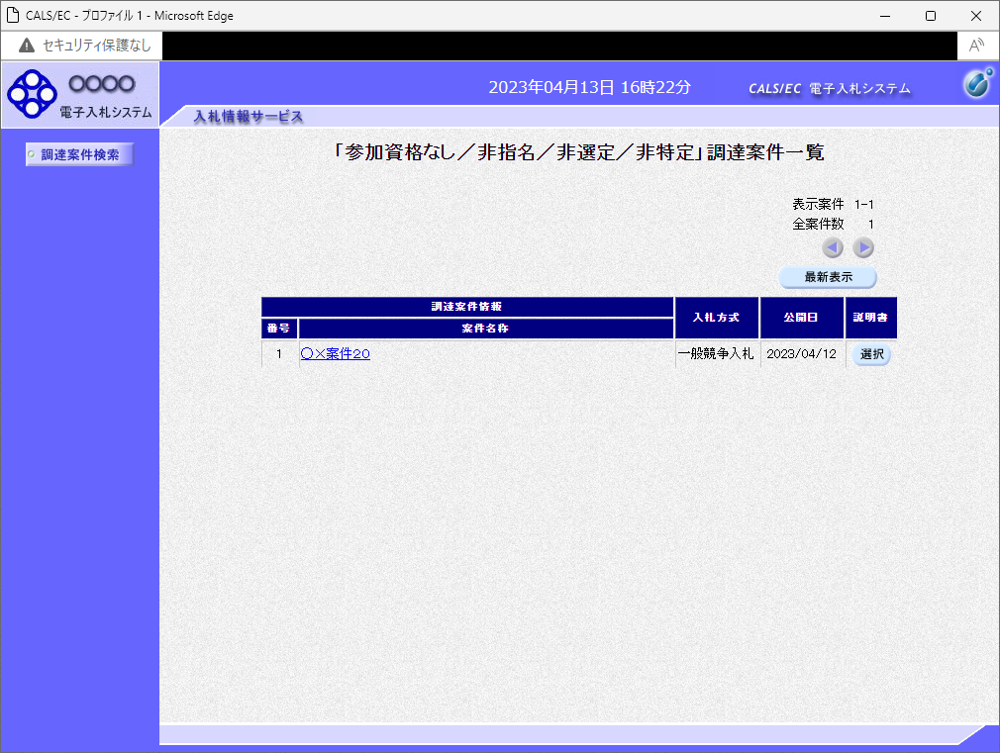 CALS/EC - プロファイル 1 - Microsoft Edge
セキュリティ保護なし
〇〇〇〇
電子入札システム
2023年04月13日 16時22分
CALS/EC 電子入札システム
入札情報サービス
調達案件検索
「参加資格なし／非指名／非選定／非特定」調達案件一覧
表示案件 1-1
全案件数 1
最新表示
調達案件情報
入札方式 公開日 説明書
番号 案件名称
1 〇×案件20 一般競争入札 2023/04/12 選択